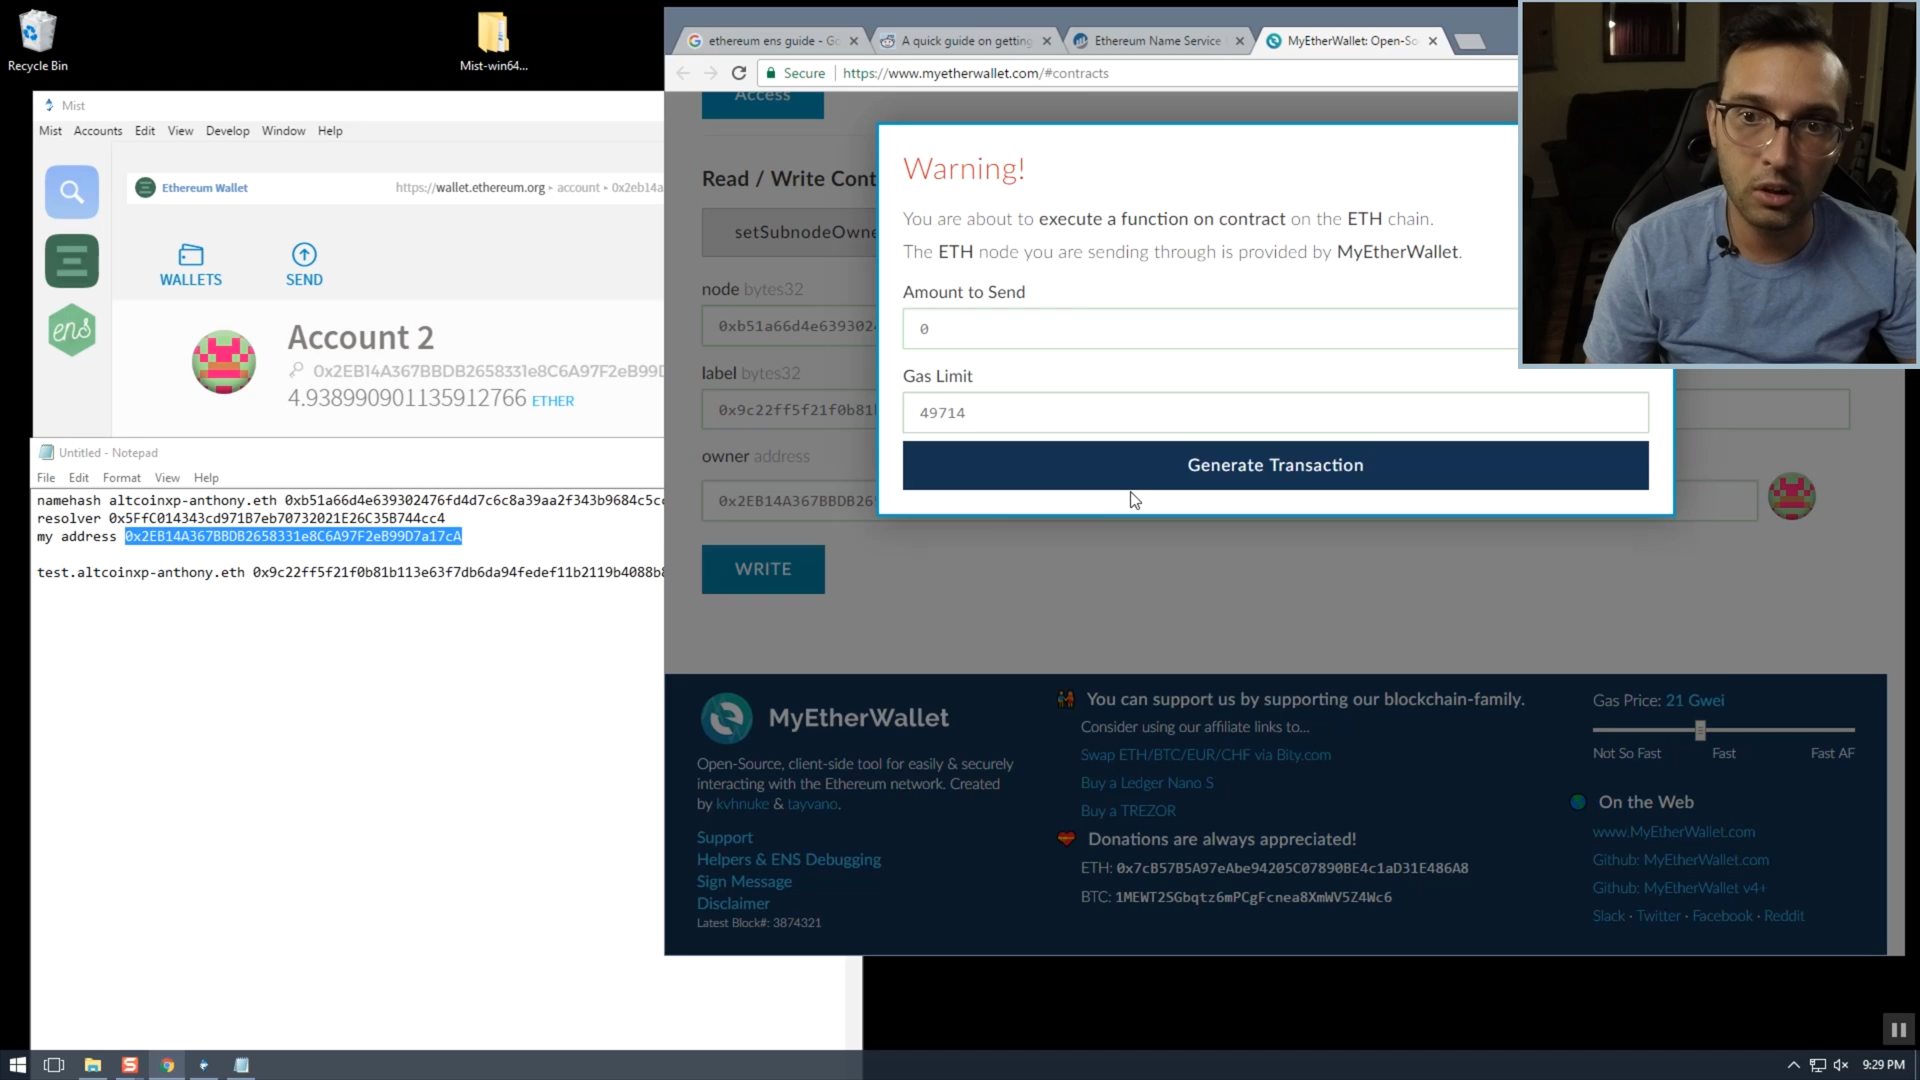 Recycle Bin
Mist-win64...
Mist
Mist Accounts Edit View Develop Window Help
Ethereum Wallet
https://wallet.ethereum.org ▸ account ▸ 0x2eb14a
WALLETS
SEND
ens
Account 2
0x2EB14A367BBDB2658331e8C6A97F2eB99D
4.938990901135912766 ETHER
Untitled - Notepad
File Edit Format View Help
namehash altcoinxp-anthony.eth 0xb51a66d4e639302476fd4d7c6c8a39aa2f343b9684c5cc
resolver 0x5FfC014343cd971B7eb70732021E26C35B744cc4
my address 0x2EB14A367BBDB2658331e8C6A97F2eB99D7a17cA
test.altcoinxp-anthony.eth 0x9c22ff5f21f0b81b113e63f7db6da94fedef11b2119b4088b8
ethereum ens guide - Go
A quick guide on getting
Ethereum Name Service
MyEtherWallet: Open-So
Secure https://www.myetherwallet.com/#contracts
Access
Read / Write Cont
setSubnodeOwne
node bytes32
0xb51a66d4e6393024
label bytes32
0x9c22ff5f21f0b81b
owner address
0x2EB14A367BBDB26
WRITE
Warning!
You are about to execute a function on contract on the ETH chain.
The ETH node you are sending through is provided by MyEtherWallet.
Amount to Send
0
Gas Limit
49714
Generate Transaction
MyEtherWallet
Open-Source, client-side tool for easily & securely
interacting with the Ethereum network. Created
by kvhnuke & tayvano.
Support
Helpers & ENS Debugging
Sign Message
Disclaimer
Latest Block#: 3874321
You can support us by supporting our blockchain-family.
Consider using our affiliate links to...
Swap ETH/BTC/EUR/CHF via Bity.com
Buy a Ledger Nano S
Buy a TREZOR
Donations are always appreciated!
ETH: 0x7cB57B5A97eAbe94205C07890BE4c1aD31E486A8
BTC: 1MEWT2SGbqtz6mPCgFcnea8XmWV5Z4Wc6
Gas Price: 21 Gwei
Not So Fast Fast Fast AF
On the Web
www.MyEtherWallet.com
Github: MyEtherWallet.com
Github: MyEtherWallet v4+
Slack · Twitter · Facebook · Reddit
9:29 PM